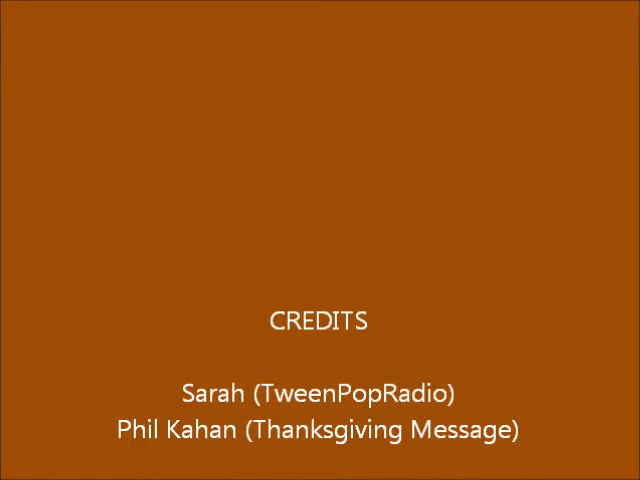 CREDITS
Sarah (TweenPopRadio)
Phil Kahan (Thanksgiving Message)